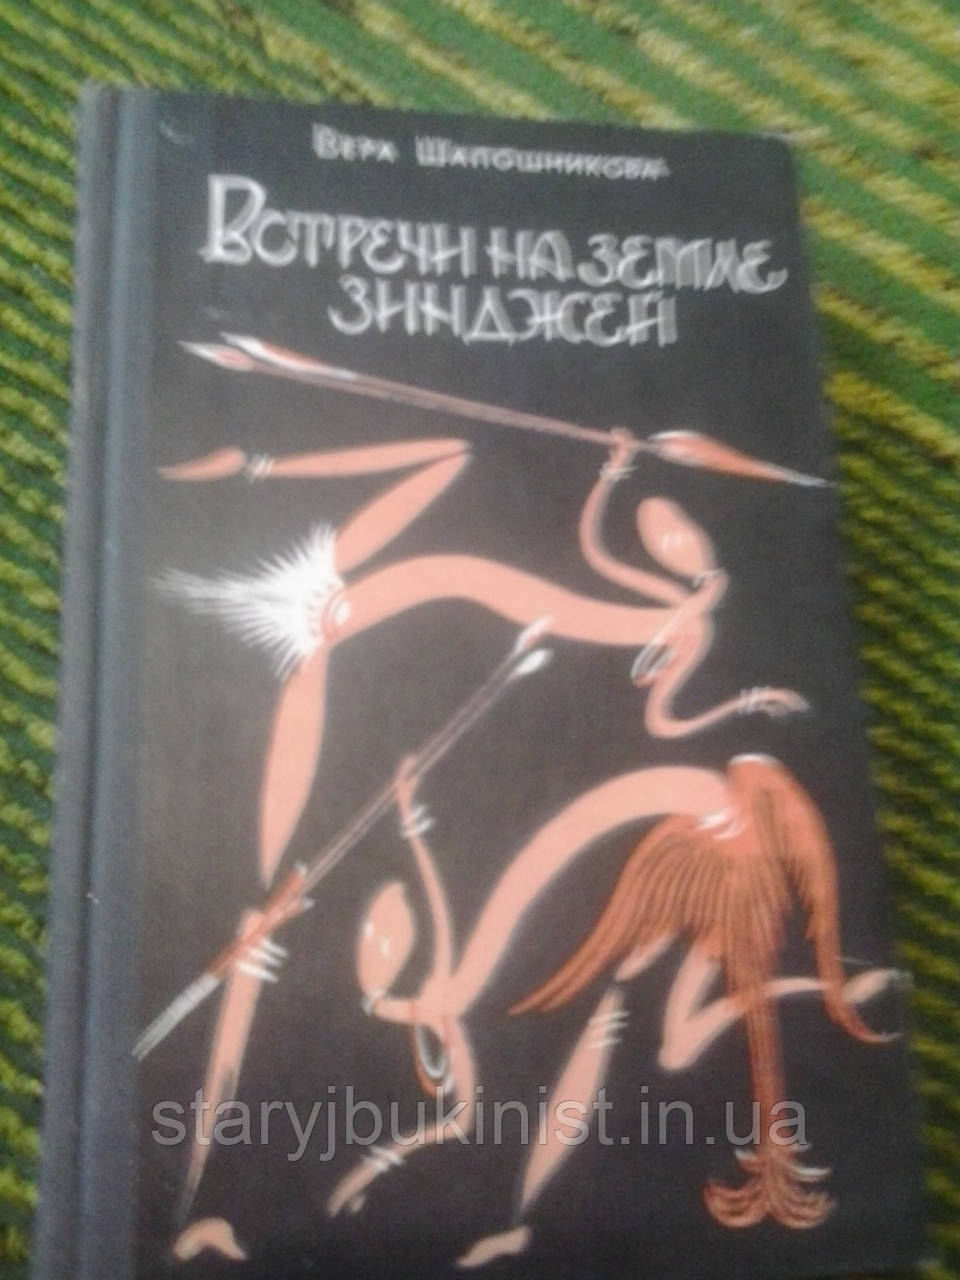 Вера Шапошникова
Встречи на земле
зинджей
staryjbukinist.in.ua